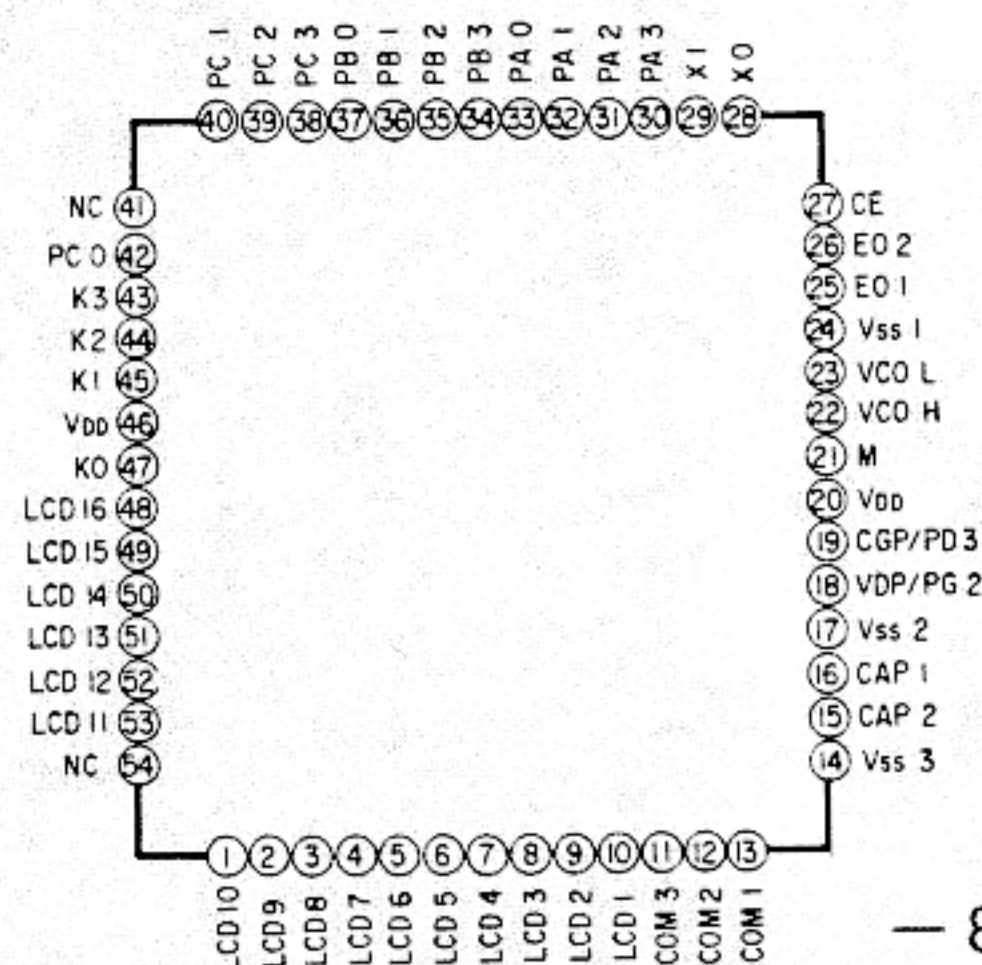 PC 1
PC 2
PC 3
PB 0
PB 1
PB 2
PB 3
PA 0
PA 1
PA 2
PA 3
X1
X0
40 39 38 37 36 35 34 33 32 31 30 29 28
NC 41
PC 0 42
K3 43
K2 44
K1 45
VDD 46
K0 47
LCD 16 48
LCD 15 49
LCD 14 50
LCD 13 51
LCD 12 52
LCD 11 53
NC 54
27 CE
26 EO 2
25 EO 1
24 Vss 1
23 VCO L
22 VCO H
21 M
20 VDD
19 CGP/PD 3
18 VDP/PG 2
17 Vss 2
16 CAP 1
15 CAP 2
14 Vss 3
1 2 3 4 5 6 7 8 9 10 11 12 13
LCD10
LCD9
LCD8
LCD7
LCD6
LCD5
LCD4
LCD3
LCD2
LCD1
COM3
COM2
COM1
— 8